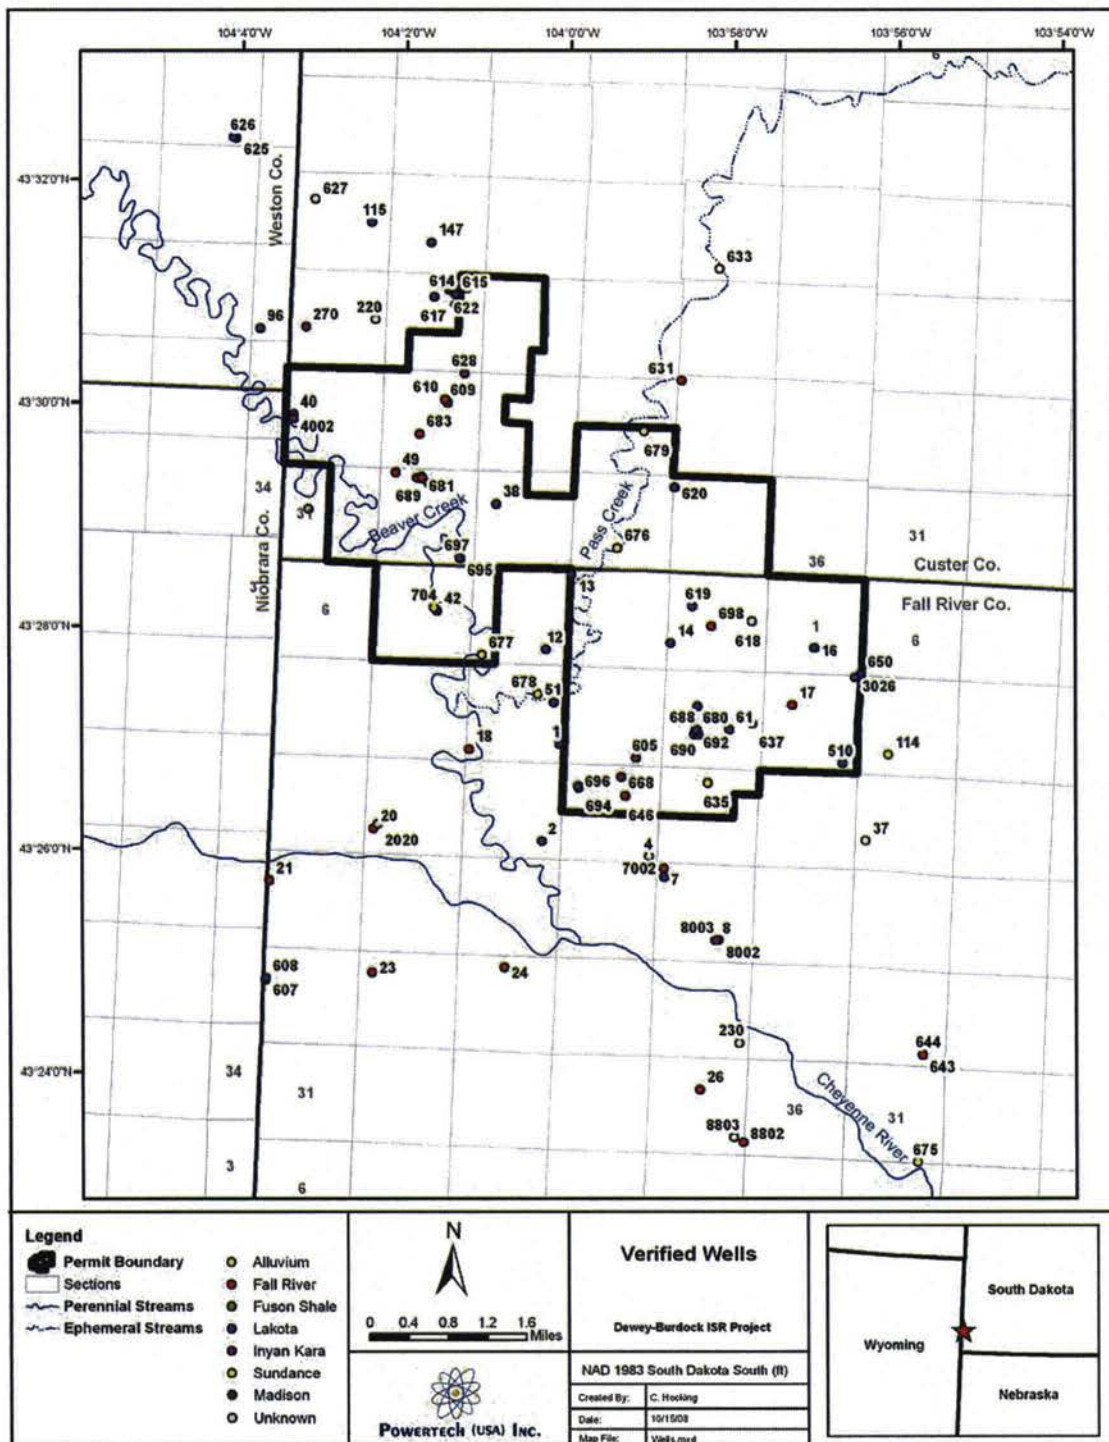 104°4'0"W 104°2'0"W 104°0'0"W 103°56'0"W 103°56'0"W 103°54'0"W
626
625
43°32'0"N
Weston Co.
627
115
147
633
614 615
617 622
96 270 220
628
631
610 609
43°30'0"N
40
4002
683
679
49
689 681
34
31
38
620
Beaver Creek
Pass Creek
676
31
697
695
36
Custer Co.
Niobrara Co.
13
Fall River Co.
6
704 42
619
698
618
1
6
43°28'0"N
12
14
16
650
3026
677
678
51
17
688 680 61
690 692 637
18
1
605
510
114
696 668
694 646 635
20
2020
2
4
37
43°26'0"N
7002
7
21
8003 8
8002
608
607
23
24
230
644
643
43°24'0"N
34
31
26
36
31
Cheyenne River
8803 8802
675
3
6
Legend
Permit Boundary
Sections
Perennial Streams
Ephemeral Streams
Alluvium
Fall River
Fuson Shale
Lakota
Inyan Kara
Sundance
Madison
Unknown
N
0 0.4 0.8 1.2 1.6
Miles
POWERTECH (USA) INC.
Verified Wells
Dewey-Burdock ISR Project
NAD 1983 South Dakota South (ft)
Created By: C. Hocking
Date: 10/15/08
Map File: Wells.mxd
South Dakota
Wyoming
Nebraska